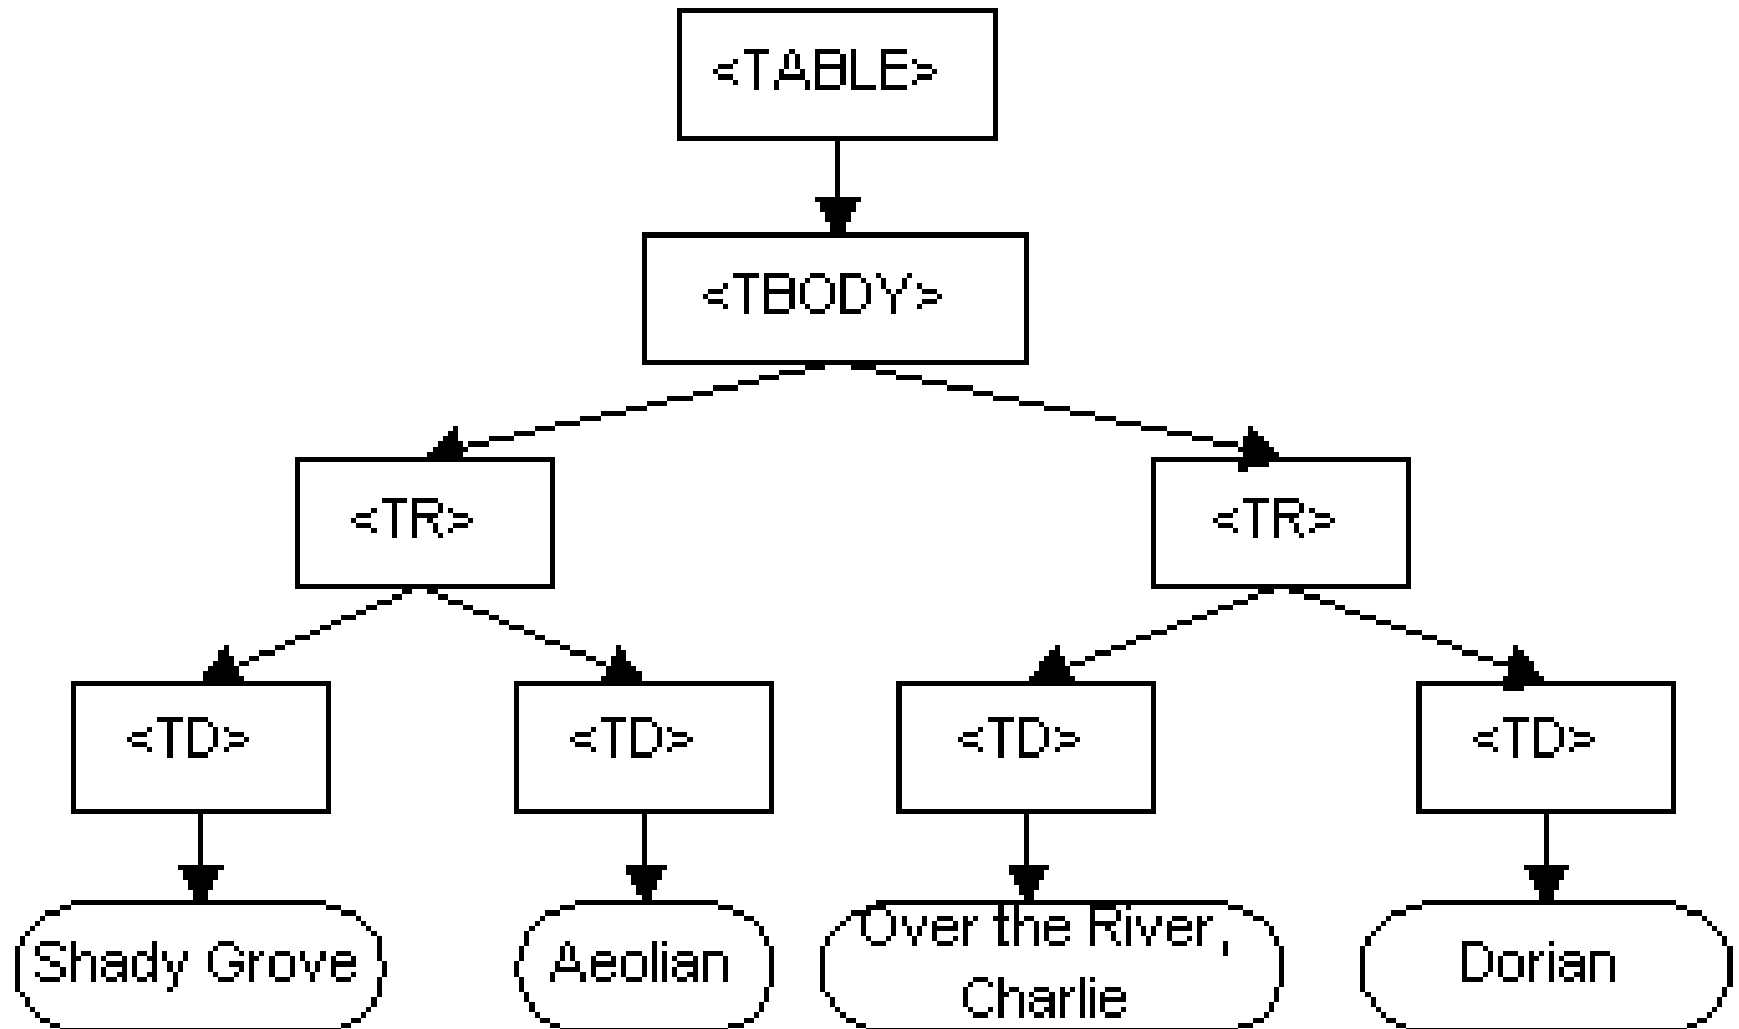 <TABLE>
<TBODY>
<TR>
<TR>
<TD>
<TD>
<TD>
<TD>
Shady Grove
Aeolian
Over the River,
Charlie
Dorian